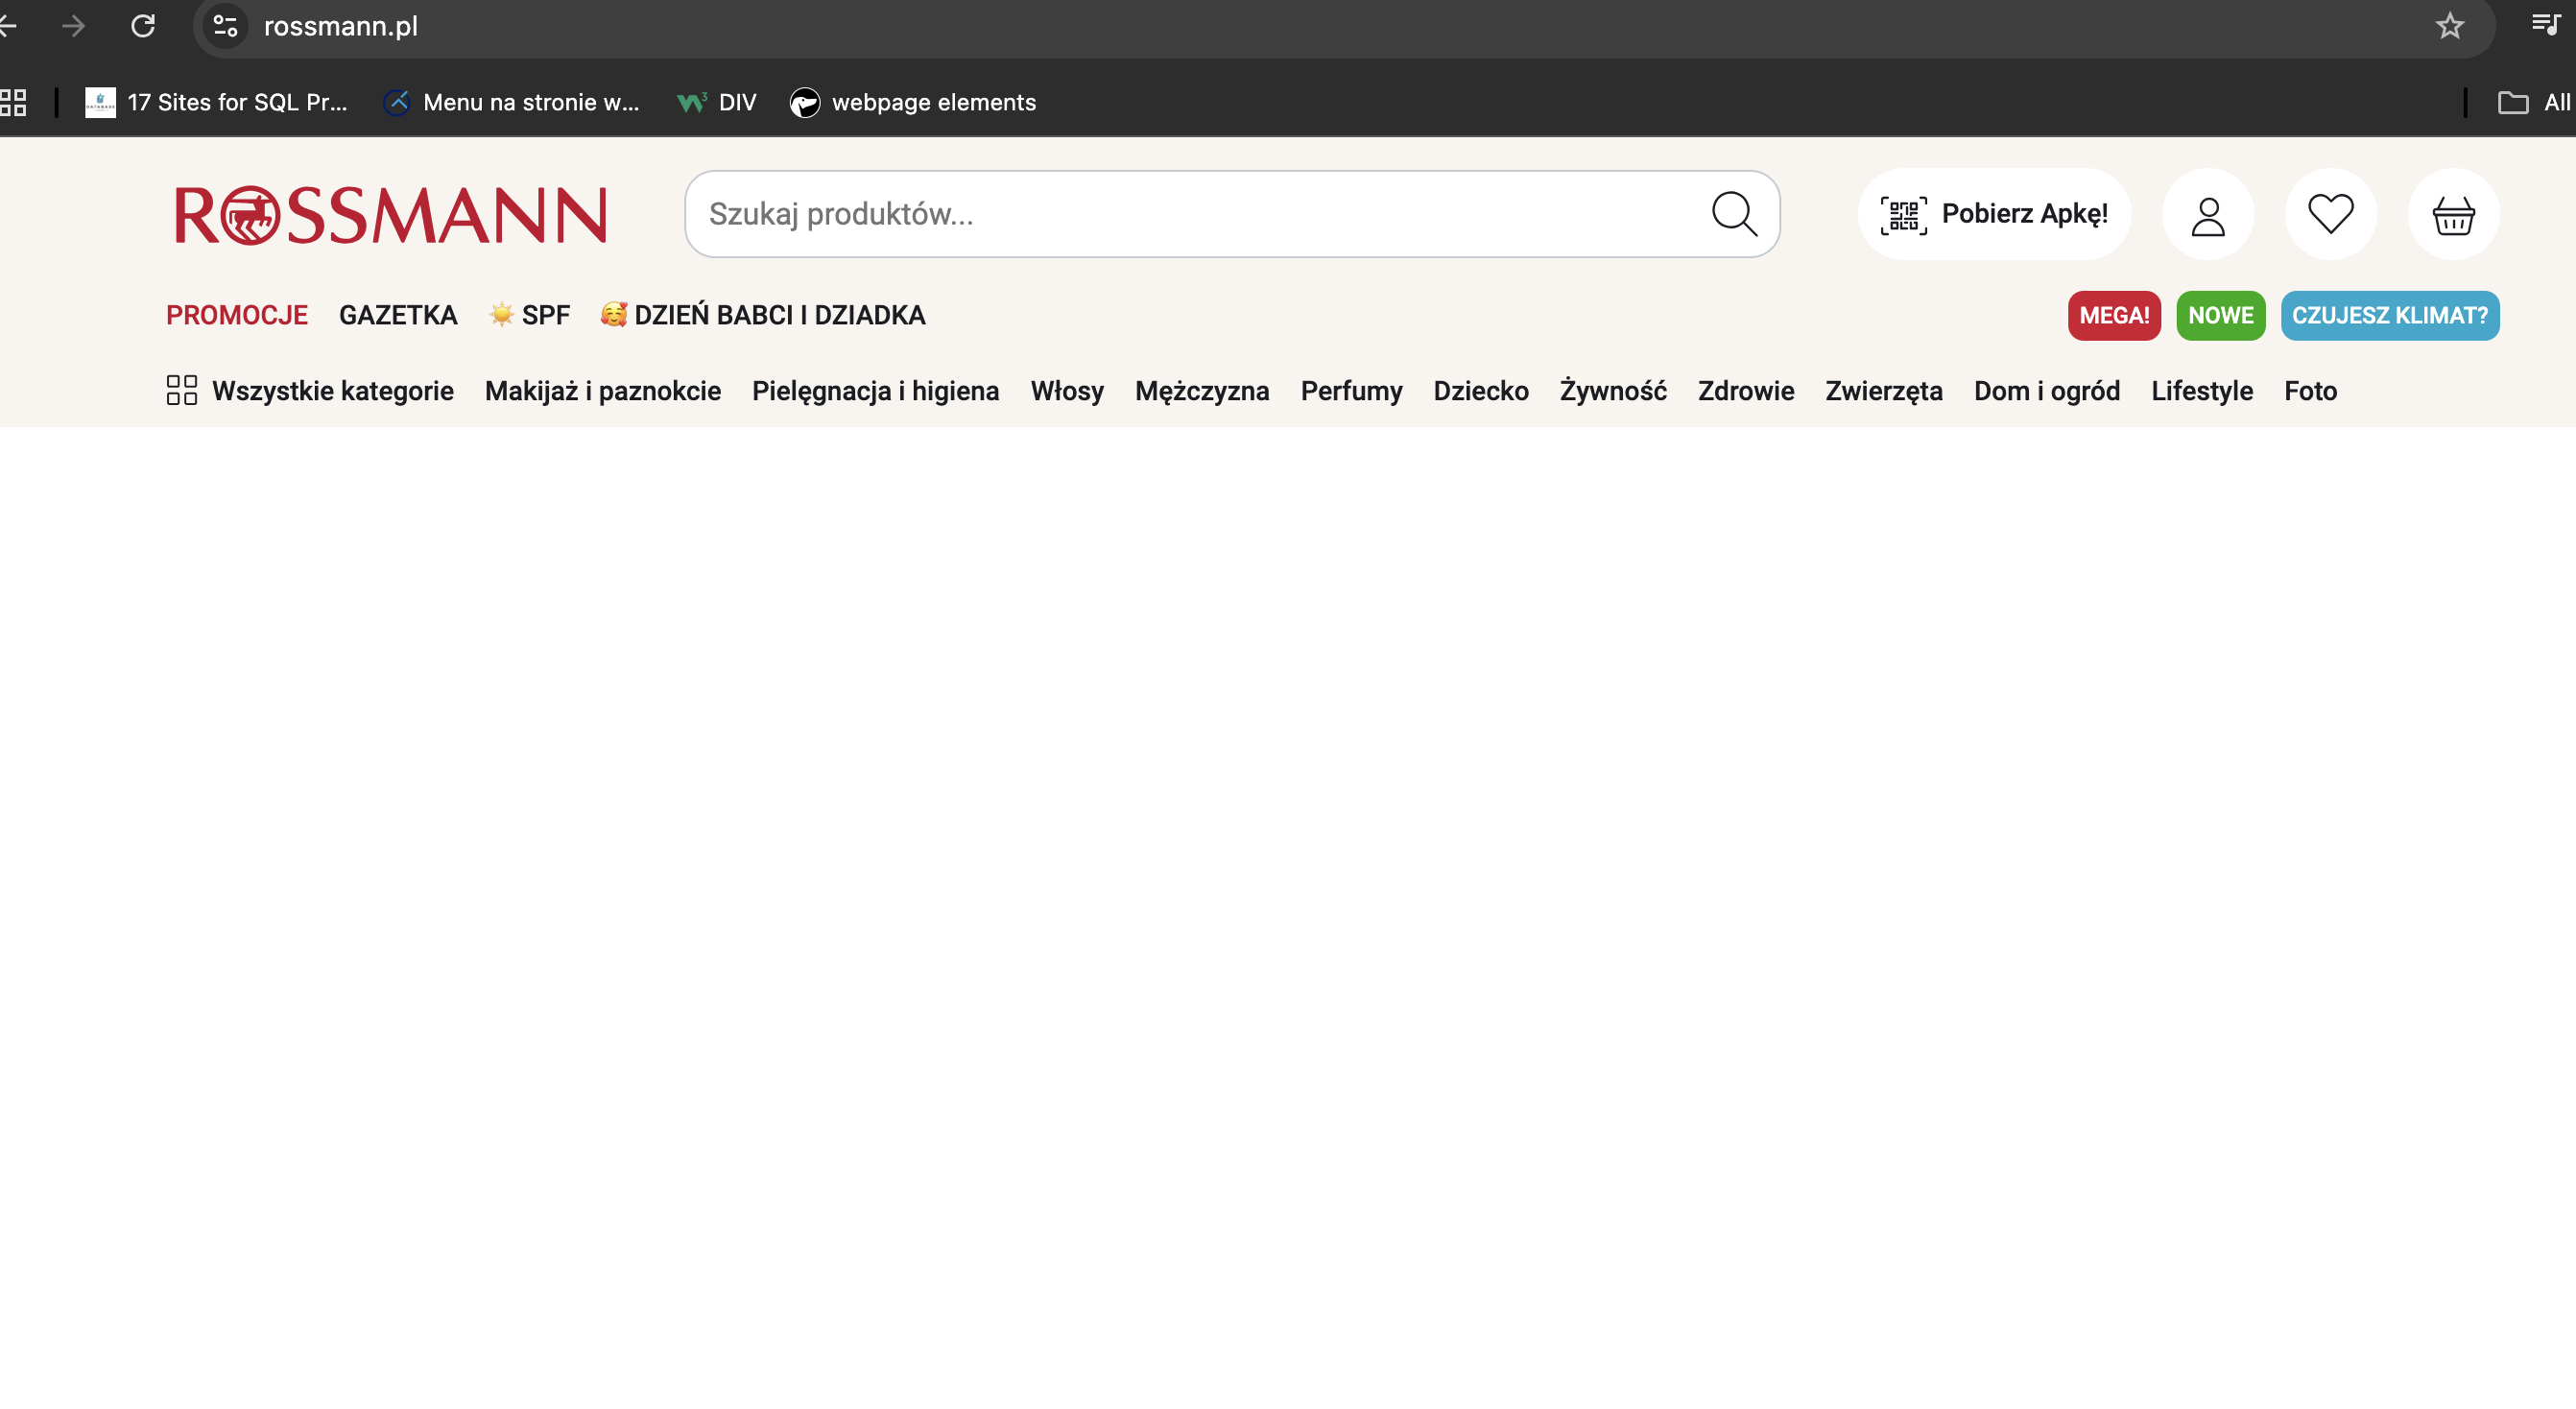 rossmann.pl
17 Sites for SQL Pr... Menu na stronie w... DIV webpage elements All
ROSSMANN Szukaj produktów... Pobierz Apkę!
PROMOCJE GAZETKA ☀️ SPF 🥰 DZIEŃ BABCI I DZIADKA MEGA! NOWE CZUJESZ KLIMAT?
Wszystkie kategorie Makijaż i paznokcie Pielęgnacja i higiena Włosy Mężczyzna Perfumy Dziecko Żywność Zdrowie Zwierzęta Dom i ogród Lifestyle Foto